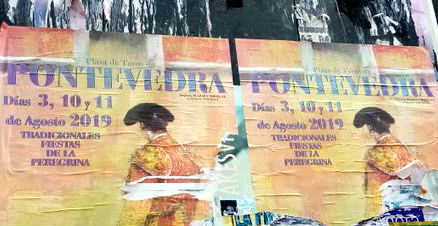 Plaza de Toros de
PONTEVEDRA
Días 3, 10 y 11
de Agosto 2019
TRADICIONALES
FIESTAS
DE LA
PEREGRINA
Plaza de Toros de
PONTEVEDRA
Días 3, 10 y 11
de Agosto 2019
TRADICIONALES
FIESTAS
DE LA
PEREGRINA